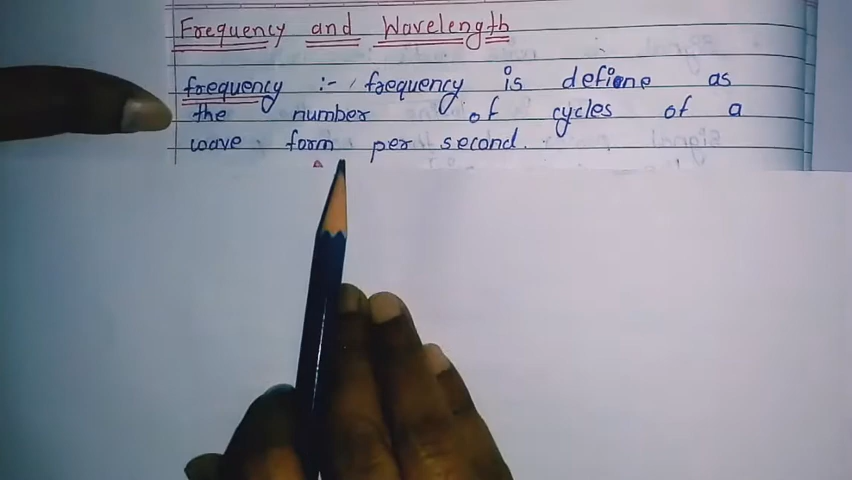 Frequency and Wavelength
frequency :- frequency is define as
the number of cycles of a
wave form per second.